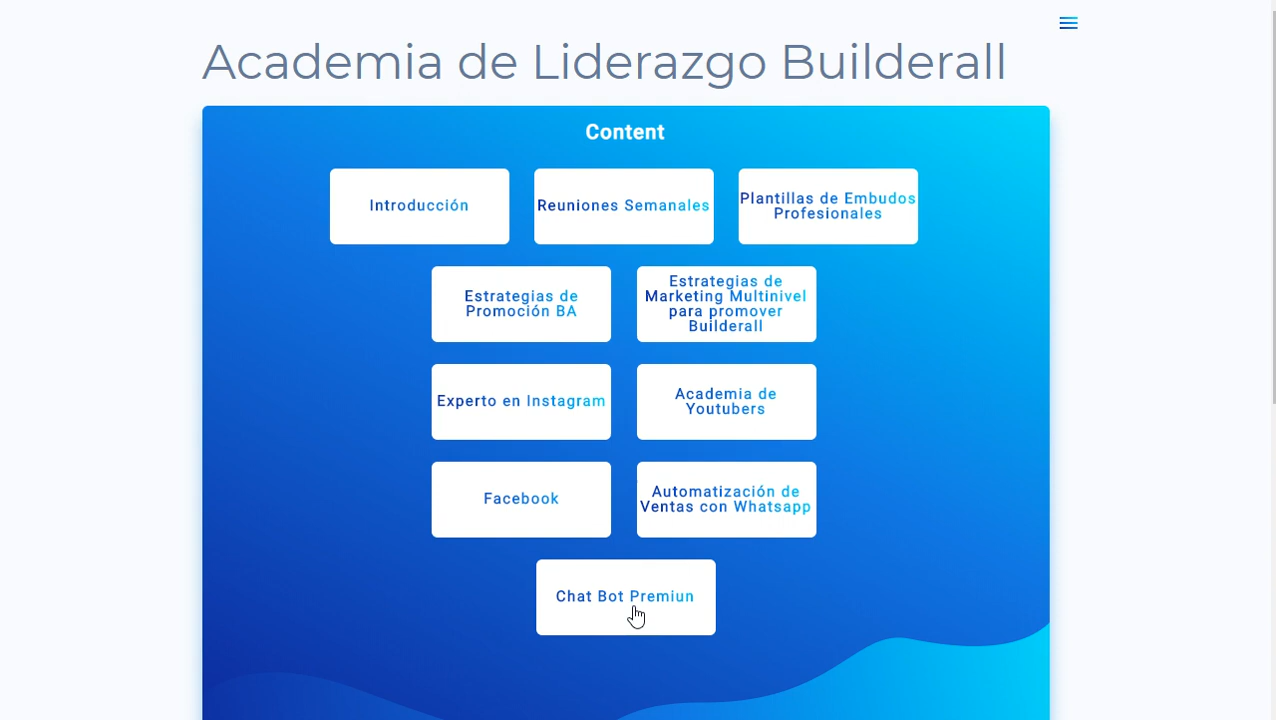 Academia de Liderazgo Builderall
Content
Introducción
Reuniones Semanales
Plantillas de Embudos
Profesionales
Estrategias de
Promoción BA
Estrategias de
Marketing Multinivel
para promover
Builderall
Experto en Instagram
Academia de
Youtubers
Facebook
Automatización de
Ventas con Whatsapp
Chat Bot Premiun